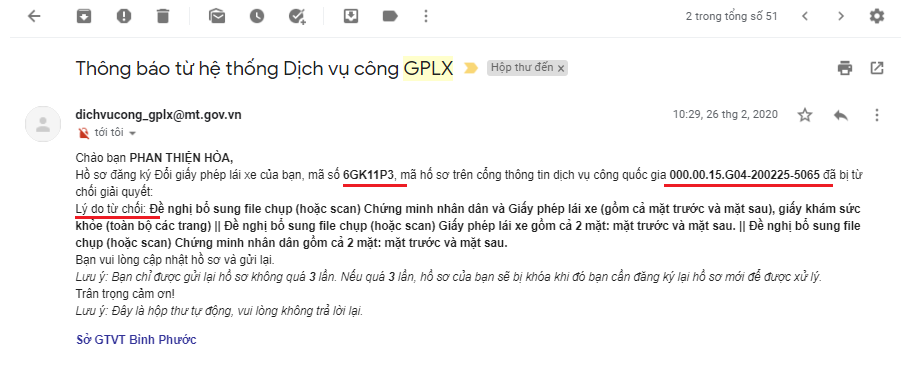 2 trong tổng số 51
Thông báo từ hệ thống Dịch vụ công GPLX
Hộp thư đến x
dichvucong_gplx@mt.gov.vn
10:29, 26 thg 2, 2020
tới tôi
Chào bạn PHAN THIỆN HÒA,
Hồ sơ đăng ký Đổi giấy phép lái xe của bạn, mã số 6GK11P3, mã hồ sơ trên cổng thông tin dịch vụ công quốc gia 000.00.15.G04-200225-5065 đã bị từ
chối giải quyết:
Lý do từ chối: Đề nghị bổ sung file chụp (hoặc scan) Chứng minh nhân dân và Giấy phép lái xe (gồm cả mặt trước và mặt sau), giấy khám sức
khỏe (toàn bộ các trang) || Đề nghị bổ sung file chụp (hoặc scan) Giấy phép lái xe gồm cả 2 mặt: mặt trước và mặt sau. || Đề nghị bổ sung file
chụp (hoặc scan) Chứng minh nhân dân gồm cả 2 mặt: mặt trước và mặt sau.
Bạn vui lòng cập nhật hồ sơ và gửi lại.
Lưu ý: Bạn chỉ được gửi lại hồ sơ không quá 3 lần. Nếu quá 3 lần, hồ sơ của bạn sẽ bị khóa khi đó bạn cần đăng ký lại hồ sơ mới để được xử lý.
Trân trọng cảm ơn!
Lưu ý: Đây là hộp thư tự động, vui lòng không trả lời lại.
Sở GTVT Bình Phước